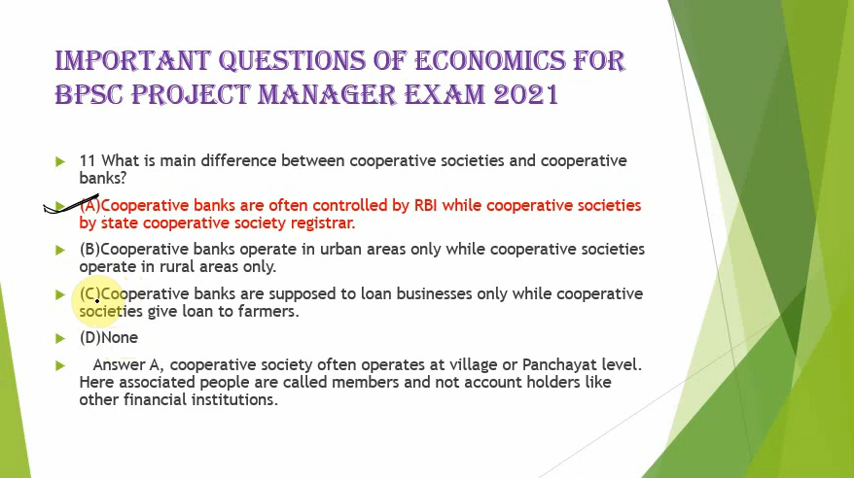 IMPORTANT QUESTIONS OF ECONOMICS FOR
BPSC PROJECT MANAGER EXAM 2021
11 What is main difference between cooperative societies and cooperative
banks?
(A)Cooperative banks are often controlled by RBI while cooperative societies
by state cooperative society registrar.
(B)Cooperative banks operate in urban areas only while cooperative societies
operate in rural areas only.
(C)Cooperative banks are supposed to loan businesses only while cooperative
societies give loan to farmers.
(D)None
Answer A, cooperative society often operates at village or Panchayat level.
Here associated people are called members and not account holders like
other financial institutions.